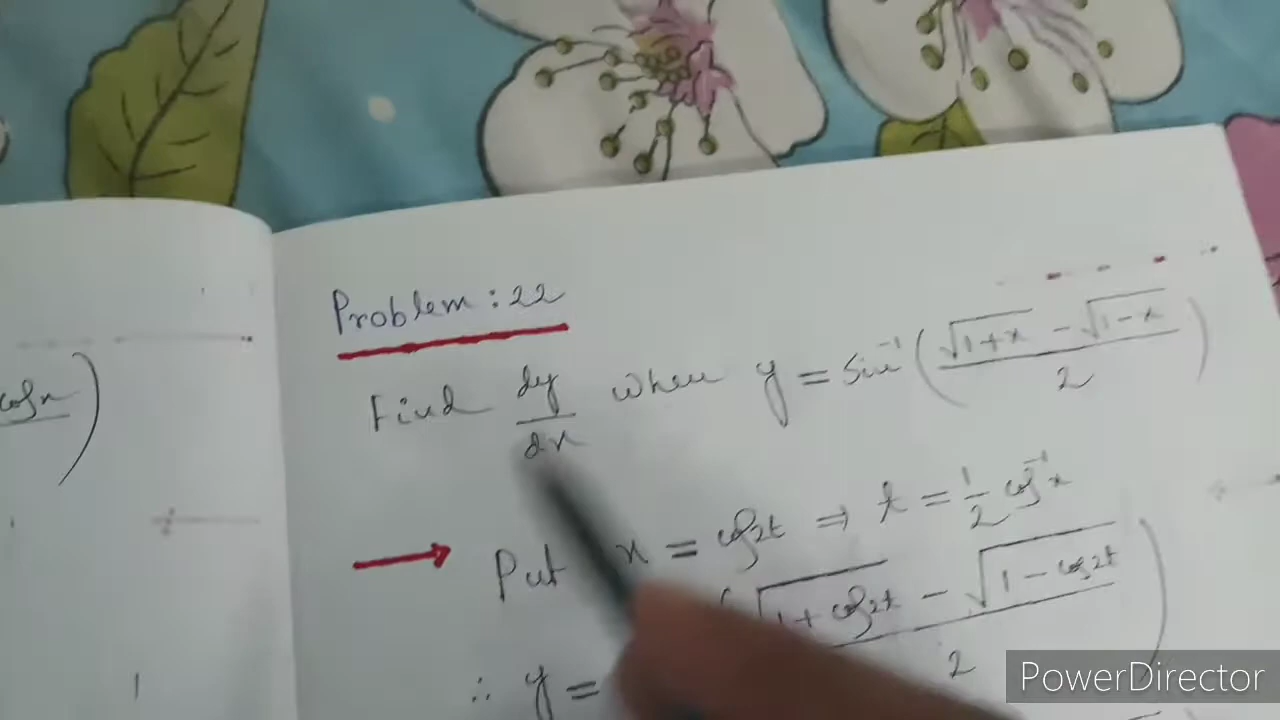 Problem : 22
cosx )
Find dy/dx when y = Sin⁻¹ ( (√1+x − √1−x) / 2 )
Put x = cos2t ⇒ t = 1/2 cos⁻¹x
∴ y = ( (√1+cos2t − √1−cos2t) / 2 )
PowerDirector